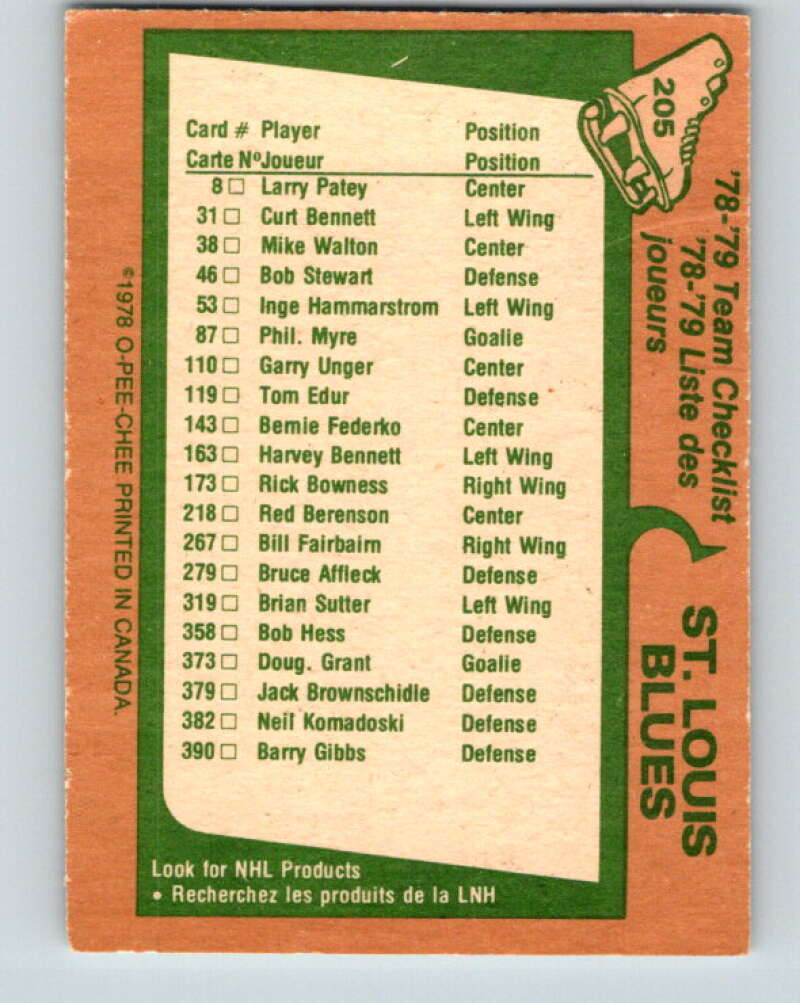 205
'78-'79 Team Checklist
'78-'79 Liste des
joueurs
ST. LOUIS
BLUES
Card # Player Position
Carte Nº Joueur Position
8 □ Larry Patey Center
31 □ Curt Bennett Left Wing
38 □ Mike Walton Center
46 □ Bob Stewart Defense
53 □ Inge Hammarstrom Left Wing
87 □ Phil. Myre Goalie
110 □ Garry Unger Center
119 □ Tom Edur Defense
143 □ Bernie Federko Center
163 □ Harvey Bennett Left Wing
173 □ Rick Bowness Right Wing
218 □ Red Berenson Center
267 □ Bill Fairbairn Right Wing
279 □ Bruce Affleck Defense
319 □ Brian Sutter Left Wing
358 □ Bob Hess Defense
373 □ Doug. Grant Goalie
379 □ Jack Brownschidle Defense
382 □ Neil Komadoski Defense
390 □ Barry Gibbs Defense
Look for NHL Products
• Recherchez les produits de la LNH
©1978 O-PEE-CHEE PRINTED IN CANADA.